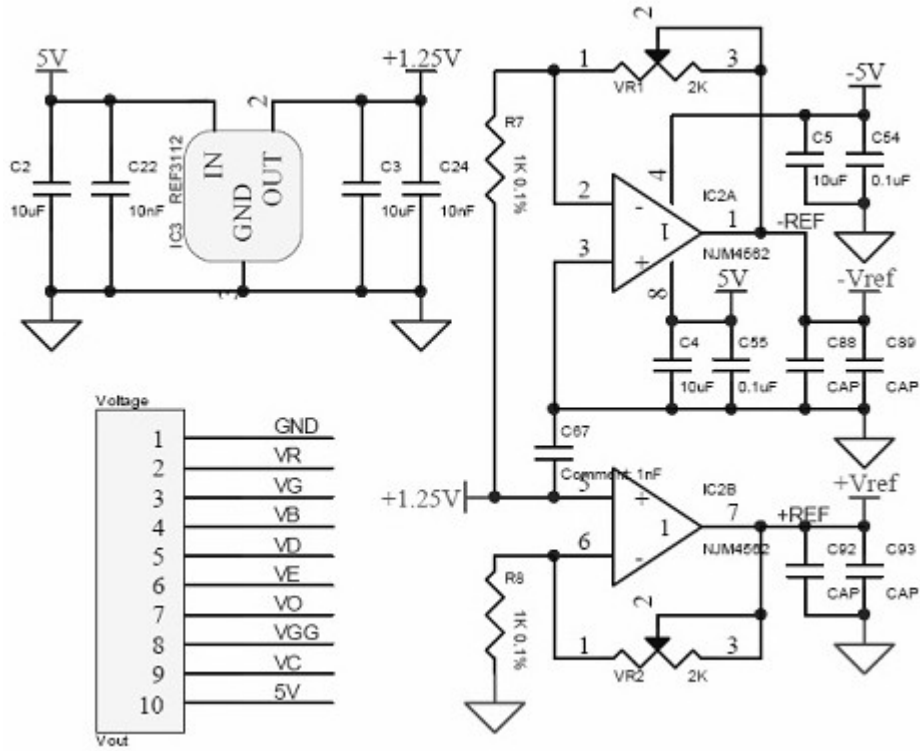 5V
+1.25V
2
C2
10uF
C22
10nF
IC3 REF3112
IN
GND
OUT
3
C3
10uF
C24
10nF
2
1
3
VR1
2K
R7
1K 0.1%
-5V
C5
10uF
C54
0.1uF
4
2
3
-
+
1
IC2A
1
-REF
NJM4562
8
5V
-Vref
C4
10uF
C55
0.1uF
C88
CAP
C89
CAP
C67
Comment: 1nF
+1.25V
5
6
+
-
1
IC2B
7
+REF
NJM4562
+Vref
C92
CAP
C93
CAP
R8
1K 0.1%
2
1
3
VR2
2K
Voltage
1 GND
2 VR
3 VG
4 VB
5 VD
6 VE
7 VO
8 VGG
9 VC
10 5V
Vout